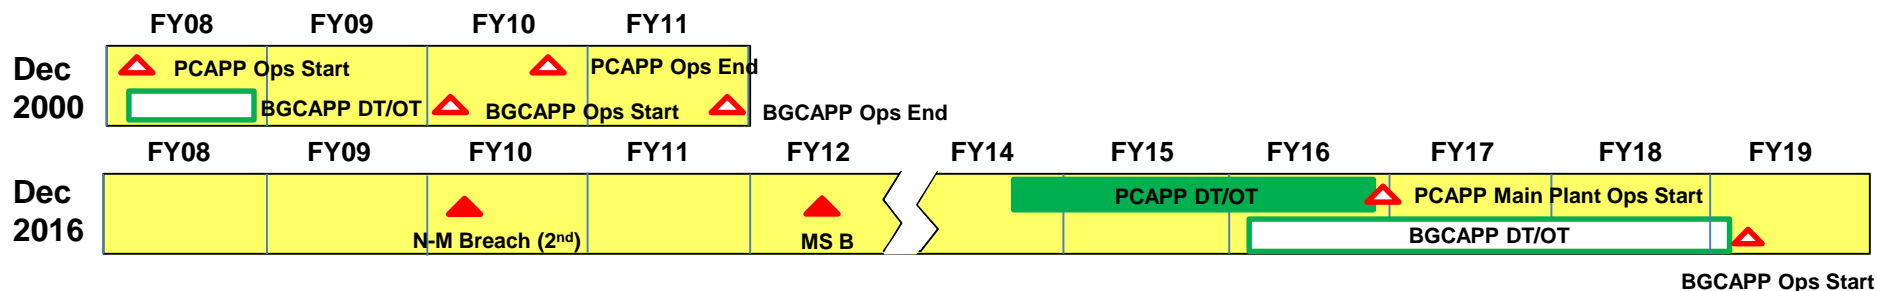 FY08 FY09 FY10 FY11
Dec 2000
PCAPP Ops Start PCAPP Ops End
BGCAPP DT/OT BGCAPP Ops Start BGCAPP Ops End
FY08 FY09 FY10 FY11 FY12 FY14 FY15 FY16 FY17 FY18 FY19
Dec 2016
PCAPP DT/OT PCAPP Main Plant Ops Start
N-M Breach (2nd) MS B BGCAPP DT/OT
BGCAPP Ops Start